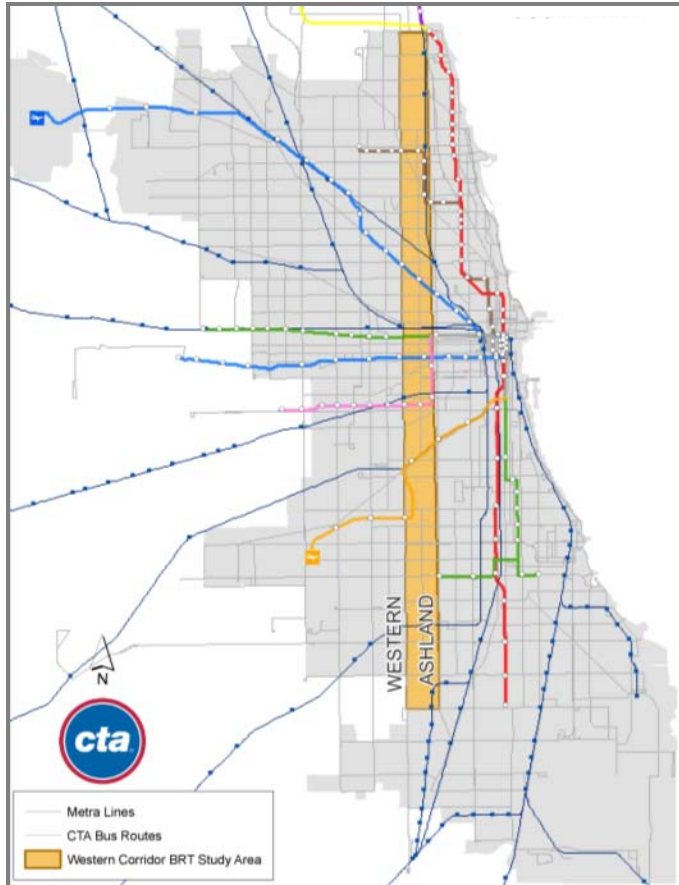 WESTERN
ASHLAND
N
cta
Metra Lines
CTA Bus Routes
Western Corridor BRT Study Area